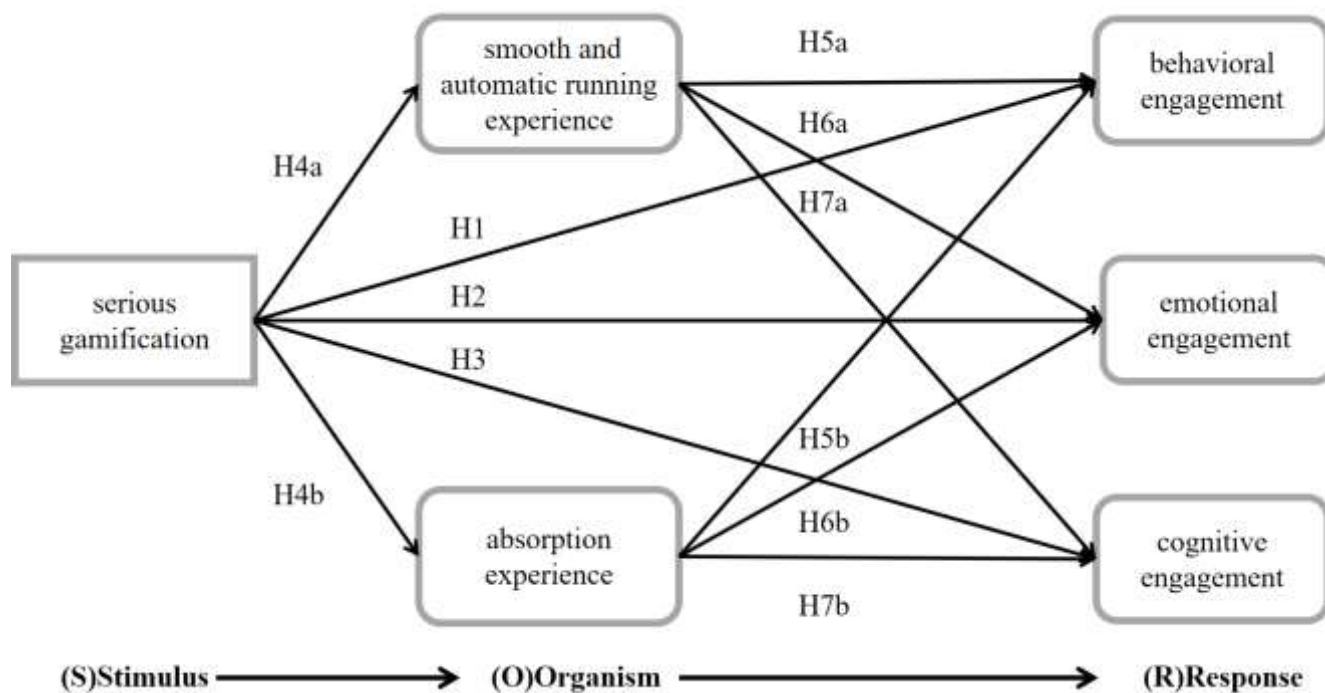 smooth and
automatic running
experience
H5a
behavioral
engagement
H6a
H4a
H7a
H1
serious
gamification
H2
emotional
engagement
H3
H5b
H4b
absorption
experience
H6b
cognitive
engagement
H7b
(S)Stimulus
(O)Organism
(R)Response